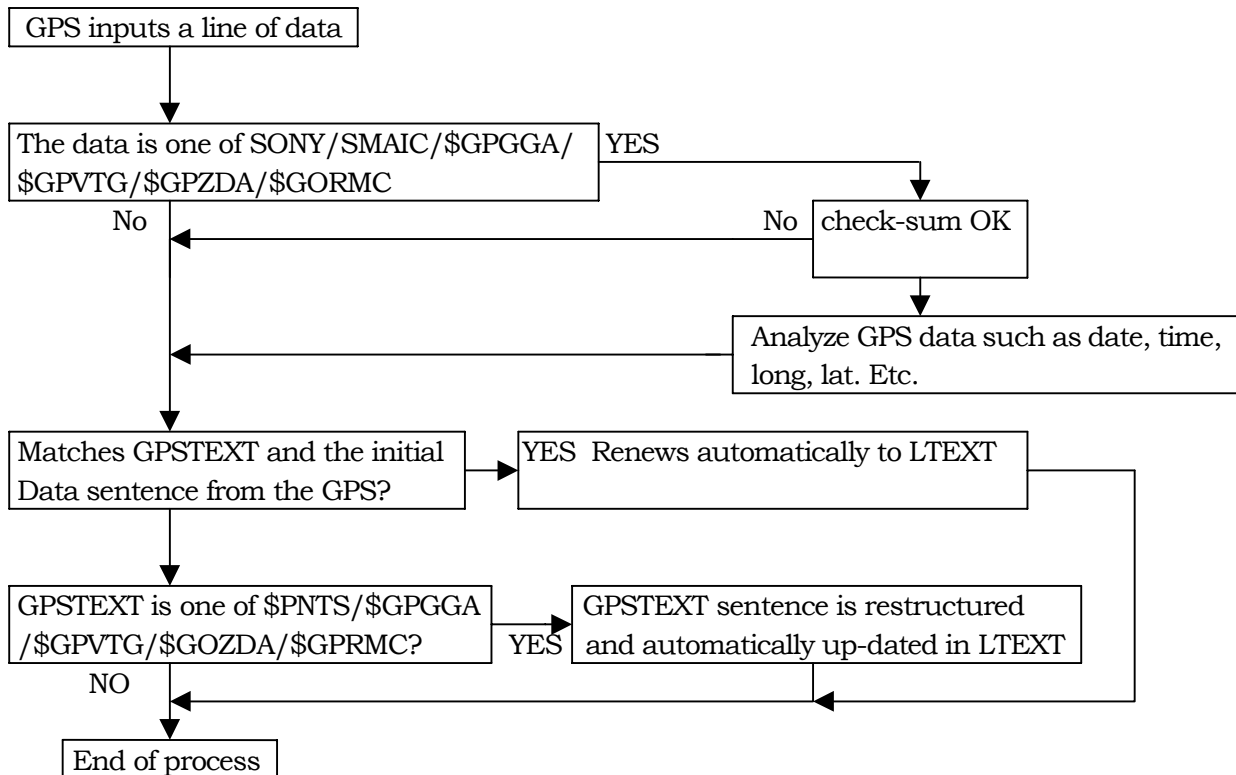 GPS inputs a line of data
The data is one of SONY/SMAIC/$GPGGA/
$GPVTG/$GPZDA/$GORMC
YES
No
No
check-sum OK
Analyze GPS data such as date, time,
long, lat. Etc.
Matches GPSTEXT and the initial
Data sentence from the GPS?
YES Renews automatically to LTEXT
GPSTEXT is one of $PNTS/$GPGGA
/$GPVTG/$GOZDA/$GPRMC?
YES
GPSTEXT sentence is restructured
and automatically up-dated in LTEXT
NO
End of process